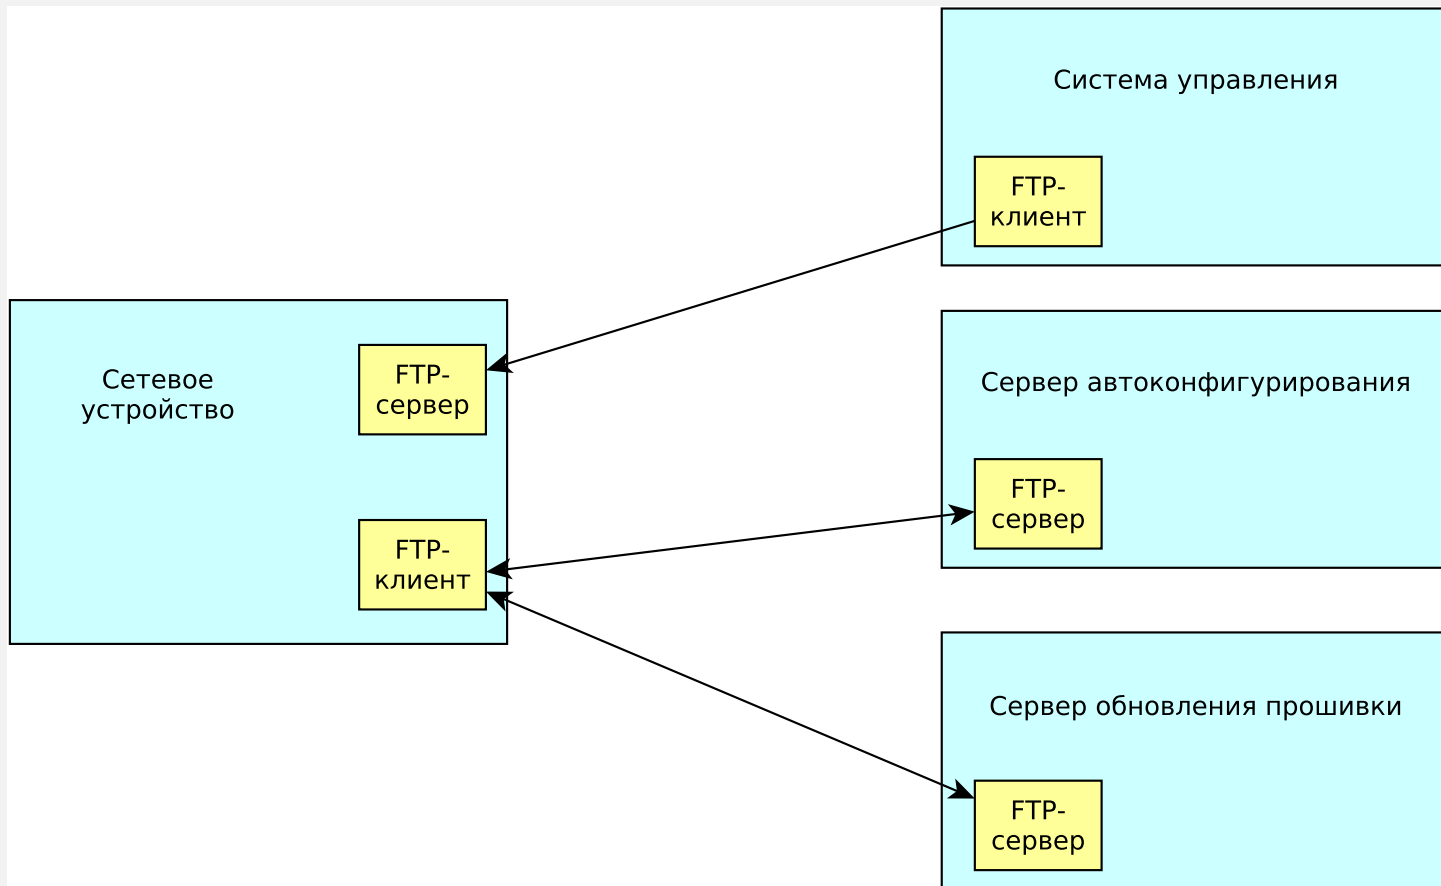 Система управления
FTP-
клиент
Сетевое
устройство
FTP-
сервер
FTP-
клиент
Сервер автоконфигурирования
FTP-
сервер
Сервер обновления прошивки
FTP-
сервер